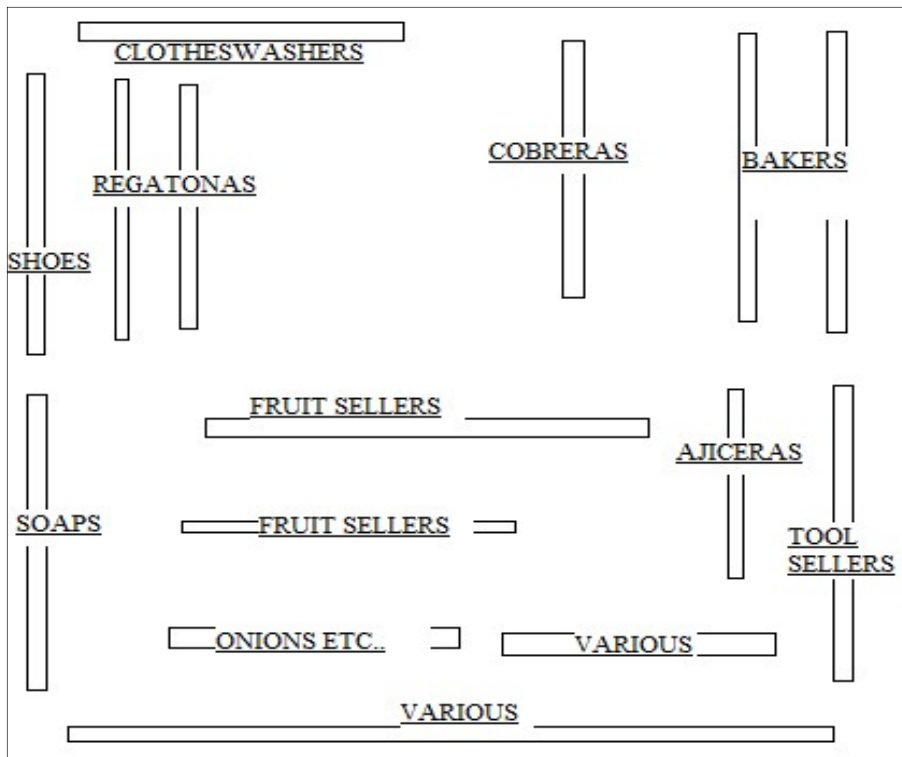 CLOTHESWASHERS
COBRERAS
BAKERS
REGATONAS
SHOES
FRUIT SELLERS
AJICERAS
SOAPS
FRUIT SELLERS
TOOL
SELLERS
ONIONS ETC..
VARIOUS
VARIOUS